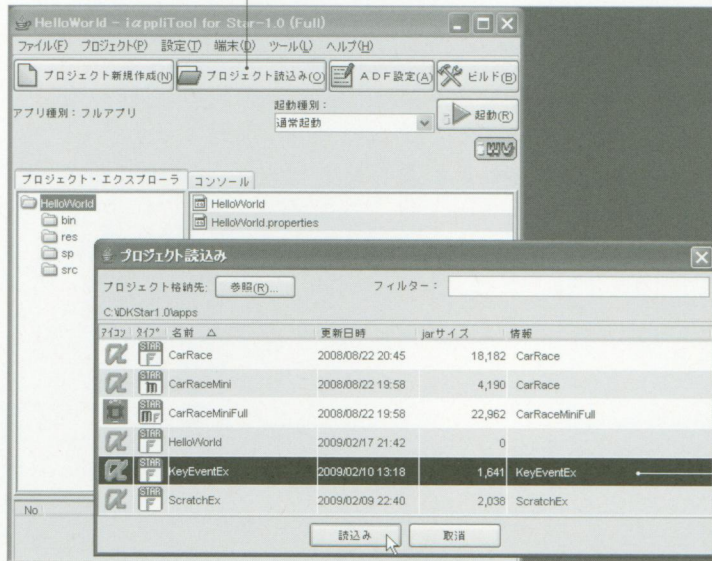 HelloWorld - iαppliTool for Star-1.0 (Full)
ファイル(F) プロジェクト(P) 設定(T) 端末(D) ツール(L) ヘルプ(H)
プロジェクト新規作成(N) プロジェクト読込み(O) ADF設定(A) ビルド(B)
アプリ種別：フルアプリ
起動種別：
通常起動
起動(R)
プロジェクト・エクスプローラ コンソール
HelloWorld
bin
res
sp
src
HelloWorld
HelloWorld.properties
プロジェクト読込み
プロジェクト格納先: 参照(R)... フィルター：
C:\iDKStar1.0\apps
アイコン タイプ 名前 △ 更新日時 jarサイズ 情報
STAR F CarRace 2008/08/22 20:45 18,182 CarRace
STAR m CarRaceMini 2008/08/22 19:58 4,190 CarRace
STAR mF CarRaceMiniFull 2008/08/22 19:58 22,962 CarRaceMiniFull
STAR F HelloWorld 2009/02/17 21:42 0
STAR F KeyEventEx 2009/02/10 13:18 1,641 KeyEventEx
STAR F ScratchEx 2009/02/09 22:40 2,038 ScratchEx
No
読込み 取消